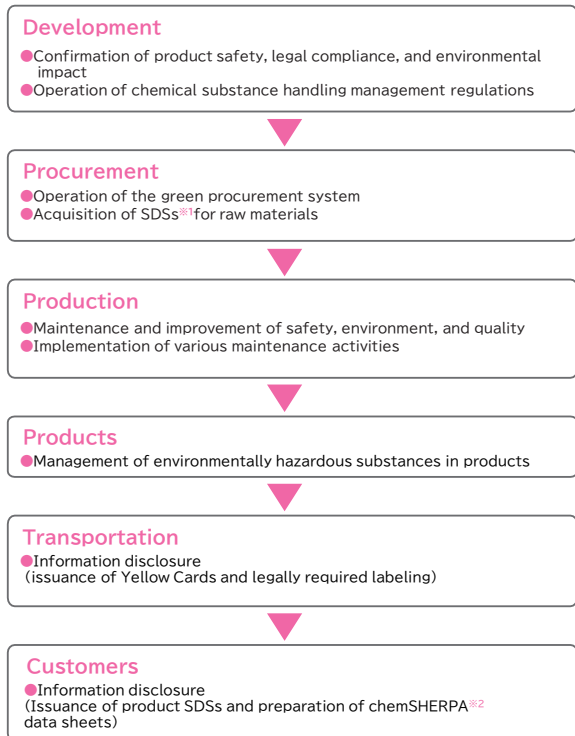 Development
●Confirmation of product safety, legal compliance, and environmental
impact
●Operation of chemical substance handling management regulations
Procurement
●Operation of the green procurement system
●Acquisition of SDSs※1for raw materials
Production
●Maintenance and improvement of safety, environment, and quality
●Implementation of various maintenance activities
Products
●Management of environmentally hazardous substances in products
Transportation
●Information disclosure
(issuance of Yellow Cards and legally required labeling)
Customers
●Information disclosure
(Issuance of product SDSs and preparation of chemSHERPA※2
data sheets)